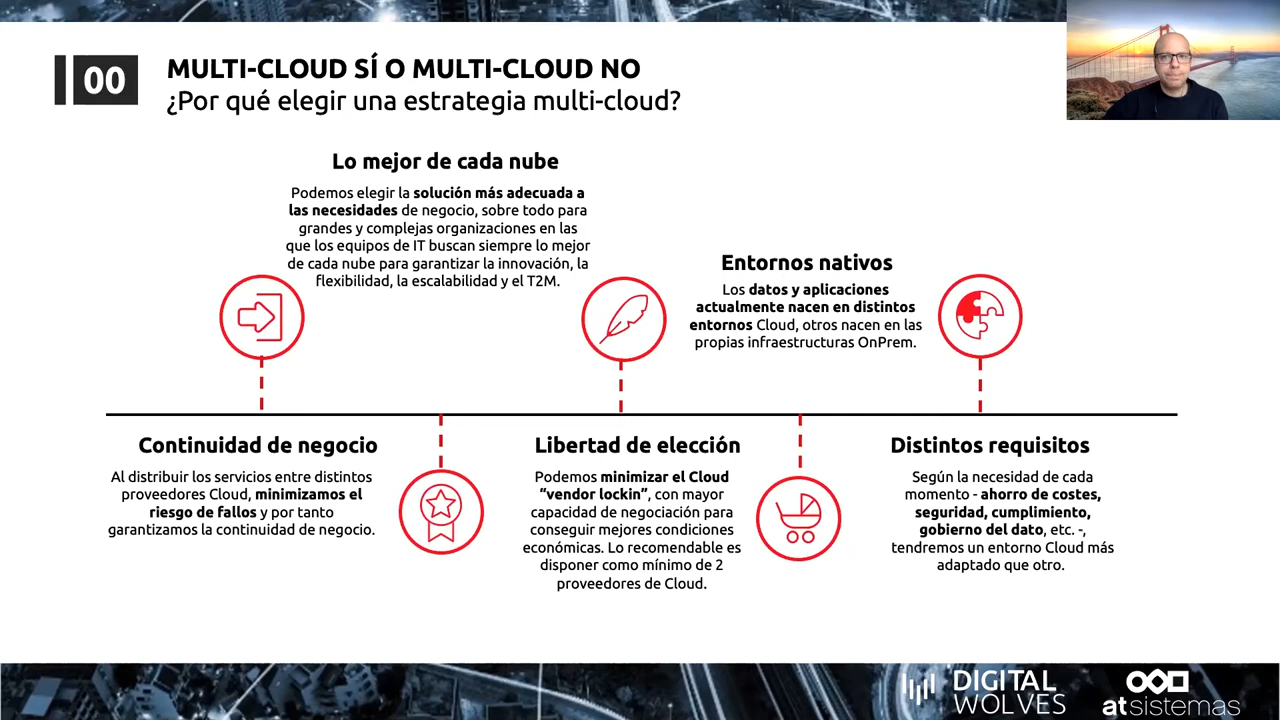 00
MULTI-CLOUD SÍ O MULTI-CLOUD NO
¿Por qué elegir una estrategia multi-cloud?
Lo mejor de cada nube
Podemos elegir la solución más adecuada a
las necesidades de negocio, sobre todo para
grandes y complejas organizaciones en las
que los equipos de IT buscan siempre lo mejor
de cada nube para garantizar la innovación, la
flexibilidad, la escalabilidad y el T2M.
Entornos nativos
Los datos y aplicaciones
actualmente nacen en distintos
entornos Cloud, otros nacen en las
propias infraestructuras OnPrem.
Continuidad de negocio
Al distribuir los servicios entre distintos
proveedores Cloud, minimizamos el
riesgo de fallos y por tanto
garantizamos la continuidad de negocio.
Libertad de elección
Podemos minimizar el Cloud
“vendor lockin”, con mayor
capacidad de negociación para
conseguir mejores condiciones
económicas. Lo recomendable es
disponer como mínimo de 2
proveedores de Cloud.
Distintos requisitos
Según la necesidad de cada
momento - ahorro de costes,
seguridad, cumplimiento,
gobierno del dato, etc. -,
tendremos un entorno Cloud más
adaptado que otro.
DIGITAL
WOLVES
atsistemas